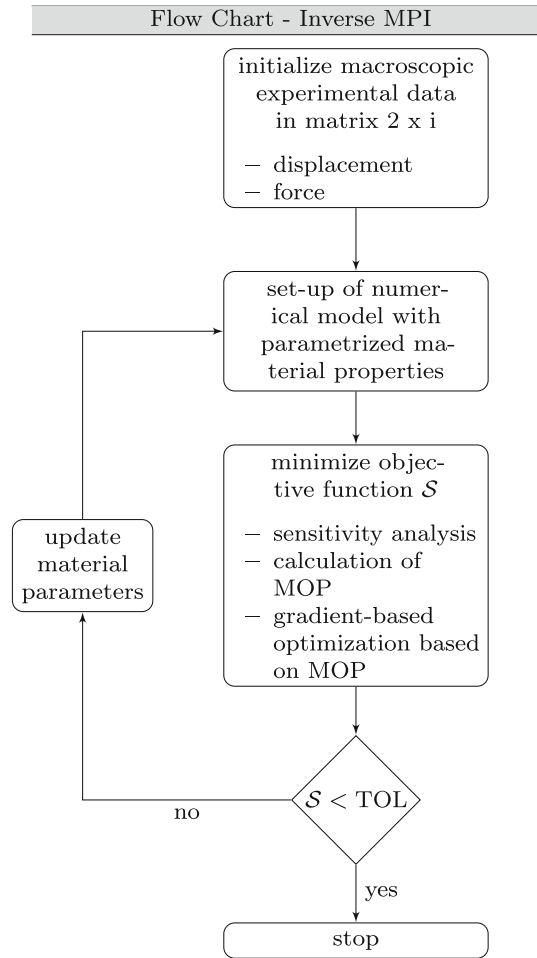 Flow Chart - Inverse MPI
initialize macroscopic
experimental data
in matrix 2 x i
– displacement
– force
set-up of numer-
ical model with
parametrized ma-
terial properties
minimize objec-
tive function 𝒮
– sensitivity analysis
– calculation of
MOP
– gradient-based
optimization based
on MOP
update
material
parameters
𝒮 < TOL
no
yes
stop